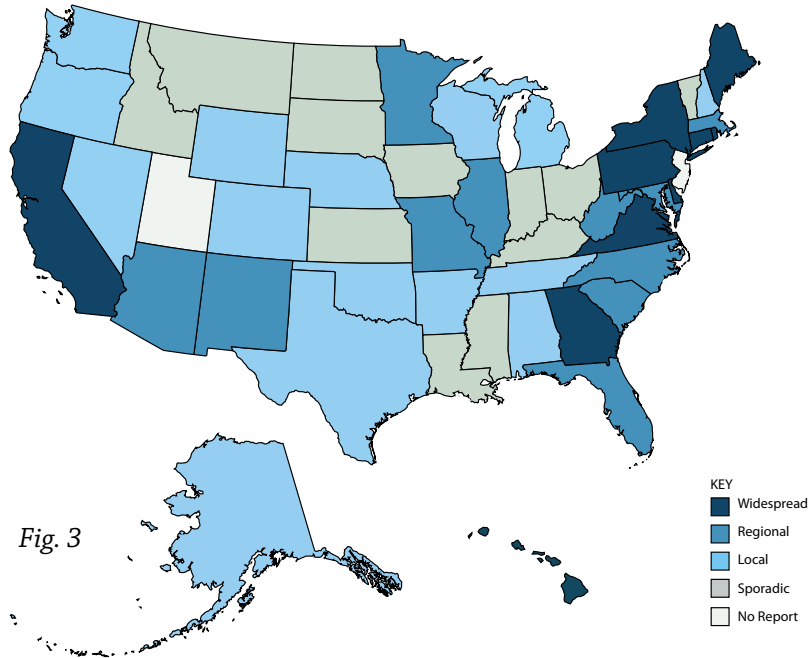 Fig. 3
KEY
Widespread
Regional
Local
Sporadic
No Report